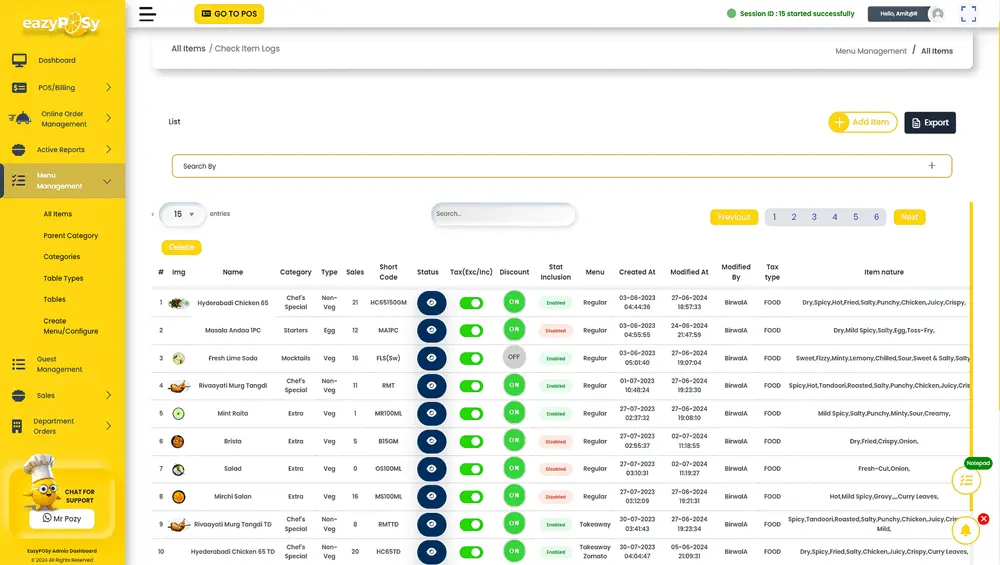 eazyPOSy
GO TO POS
Session ID : 15 started successfully
Hello, Amit@R
Dashboard
POS/Billing
Online Order
Management
Active Reports
Menu
Management
All Items
Parent Category
Categories
Table Types
Tables
Create
Menu/Configure
Guest
Management
Sales
Department
Orders
CHAT FOR
SUPPORT
Mr Pozy
EazyPOSy Admin Dashboard
© 2024 All Rights Reserved
All Items / Check Item Logs
Menu Management / All Items
List
Add Item
Export
Search By
15 entries
Search...
Previous 1 2 3 4 5 6 Next
Delete
# Img Name Category Type Sales Short Code Status Tax(Exc/Inc) Discount Stat Inclusion Menu Created At Modified At Modified By Tax type Item nature
1 Hyderabadi Chicken 65 Chef's Special Non-Veg 21 HC65150GM ON Enabled Regular 03-06-2023 04:44:36 27-06-2024 18:57:33 BirwalA FOOD Dry,Spicy,Hot,Fried,Salty,Punchy,Chicken,Juicy,Crispy,
2 Masala Andaa 1PC Starters Egg 12 MA1PC ON Disabled Regular 03-06-2023 04:55:55 24-06-2024 21:47:59 BirwalA FOOD Dry,Mild Spicy,Salty,Egg,Toss-Fry,
3 Fresh Lime Soda Mocktails Veg 16 FLS(Sw) OFF Enabled Regular 03-06-2023 05:01:40 27-06-2024 19:07:04 BirwalA FOOD Sweet,Fizzy,Minty,Lemony,Chilled,Sour,Sweet & Salty,Salty
4 Rivaayati Murg Tangdi Chef's Special Non-Veg 11 RMT ON Enabled Regular 01-07-2023 10:48:24 27-06-2024 19:23:30 BirwalA FOOD Spicy,Hot,Tandoori,Roasted,Salty,Punchy,Chicken,Juicy,Cris
5 Mint Raita Extra Veg 1 MR100ML ON Enabled Regular 27-07-2023 02:37:32 27-06-2024 19:08:10 BirwalA FOOD Mild Spicy,Salty,Punchy,Minty,Sour,Creamy,
6 Brista Extra Veg 5 B15GM ON Disabled Regular 27-07-2023 02:55:37 02-07-2024 11:18:55 BirwalA FOOD Dry,Fried,Crispy,Onion,
7 Salad Extra Veg 0 OS100ML ON Disabled Regular 27-07-2023 03:10:31 02-07-2024 11:19:27 BirwalA FOOD Fresh-Cut,Onion,
8 Mirchi Salan Extra Veg 16 MS100ML ON Disabled Regular 27-07-2023 03:12:09 27-06-2024 19:21:31 BirwalA FOOD Hot,Mild Spicy,Gravy,,,,Curry Leaves,
9 Rivaayati Murg Tangdi TD Chef's Special Non-Veg 8 RMTTD ON Enabled Takeaway 30-07-2023 03:41:43 27-06-2024 19:23:34 BirwalA FOOD Spicy,Tandoori,Roasted,Salty,Punchy,Chicken,Juicy,Crisp Mild,
10 Hyederabadi Chicken 65 TD Chef's Special Non-Veg 20 HC65TD ON Enabled Takeaway Zomato 30-07-2023 04:04:47 05-06-2024 21:09:31 BirwalA FOOD Dry,Spicy,Fried,Salty,Chicken,Juicy,Crispy,Curry Leaves,
Notepad